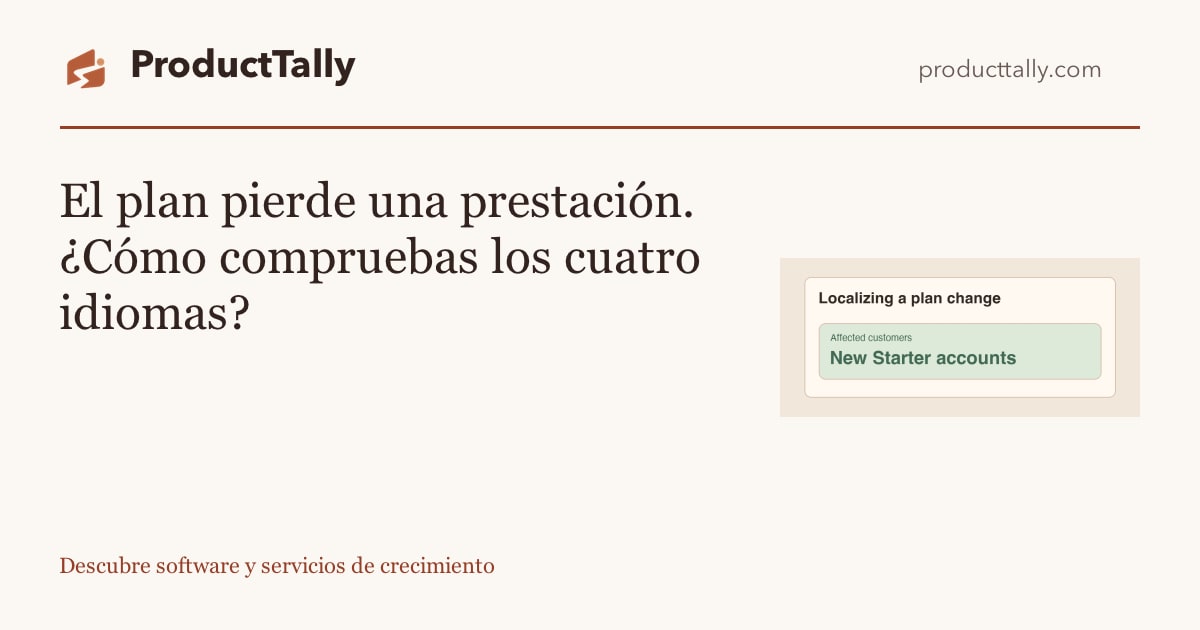 ProductTally
producttally.com
El plan pierde una prestación.
¿Cómo compruebas los cuatro
idiomas?
Localizing a plan change
Affected customers
New Starter accounts
Descubre software y servicios de crecimiento